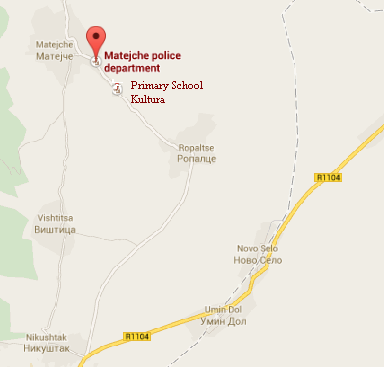 Matejche
Матејче
Matejche police
department
Primary School
Kultura
Ropaltse
Ропалце
R1104
Vishtitsa
Виштица
Novo Selo
Ново Село
Umin Dol
Умин Дол
R1104
Nikushtak
Никуштак